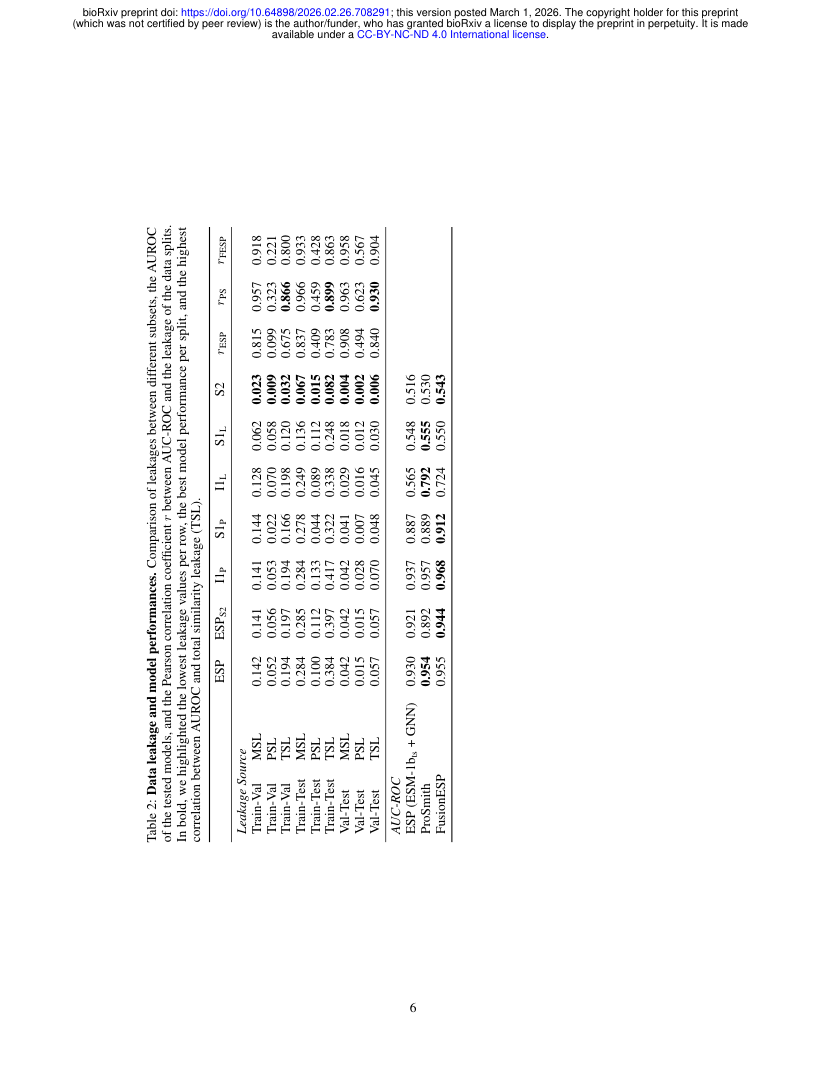 bioRxiv preprint doi: https://doi.org/10.64898/2026.02.26.708291; this version posted March 1, 2026. The copyright holder for this preprint
(which was not certified by peer review) is the author/funder, who has granted bioRxiv a license to display the preprint in perpetuity. It is made
available under a CC-BY-NC-ND 4.0 International license.
Table 2: Data leakage and model performances. Comparison of leakages between different subsets, the AUROC
of the tested models, and the Pearson correlation coefficient r between AUC-ROC and the leakage of the data splits.
In bold, we highlighted the lowest leakage values per row, the best model performance per split, and the highest
correlation between AUROC and total similarity leakage (TSL).
ESP ESPS2 I1P S1P I1L S1L S2 rESP rPS rFESP
Leakage Source
Train-Val MSL 0.142 0.141 0.141 0.144 0.128 0.062 0.023 0.815 0.957 0.918
Train-Val PSL 0.052 0.056 0.053 0.022 0.070 0.058 0.009 0.099 0.323 0.221
Train-Val TSL 0.194 0.197 0.194 0.166 0.198 0.120 0.032 0.675 0.866 0.800
Train-Test MSL 0.284 0.285 0.284 0.278 0.249 0.136 0.067 0.837 0.966 0.933
Train-Test PSL 0.100 0.112 0.133 0.044 0.089 0.112 0.015 0.409 0.459 0.428
Train-Test TSL 0.384 0.397 0.417 0.322 0.338 0.248 0.082 0.783 0.899 0.863
Val-Test MSL 0.042 0.042 0.042 0.041 0.029 0.018 0.004 0.908 0.963 0.958
Val-Test PSL 0.015 0.015 0.028 0.007 0.016 0.012 0.002 0.494 0.623 0.567
Val-Test TSL 0.057 0.057 0.070 0.048 0.045 0.030 0.006 0.840 0.930 0.904
AUC-ROC
ESP (ESM-1bts + GNN) 0.930 0.921 0.937 0.887 0.565 0.548 0.516
ProSmith 0.954 0.892 0.957 0.889 0.792 0.555 0.530
FusionESP 0.955 0.944 0.968 0.912 0.724 0.550 0.543
6